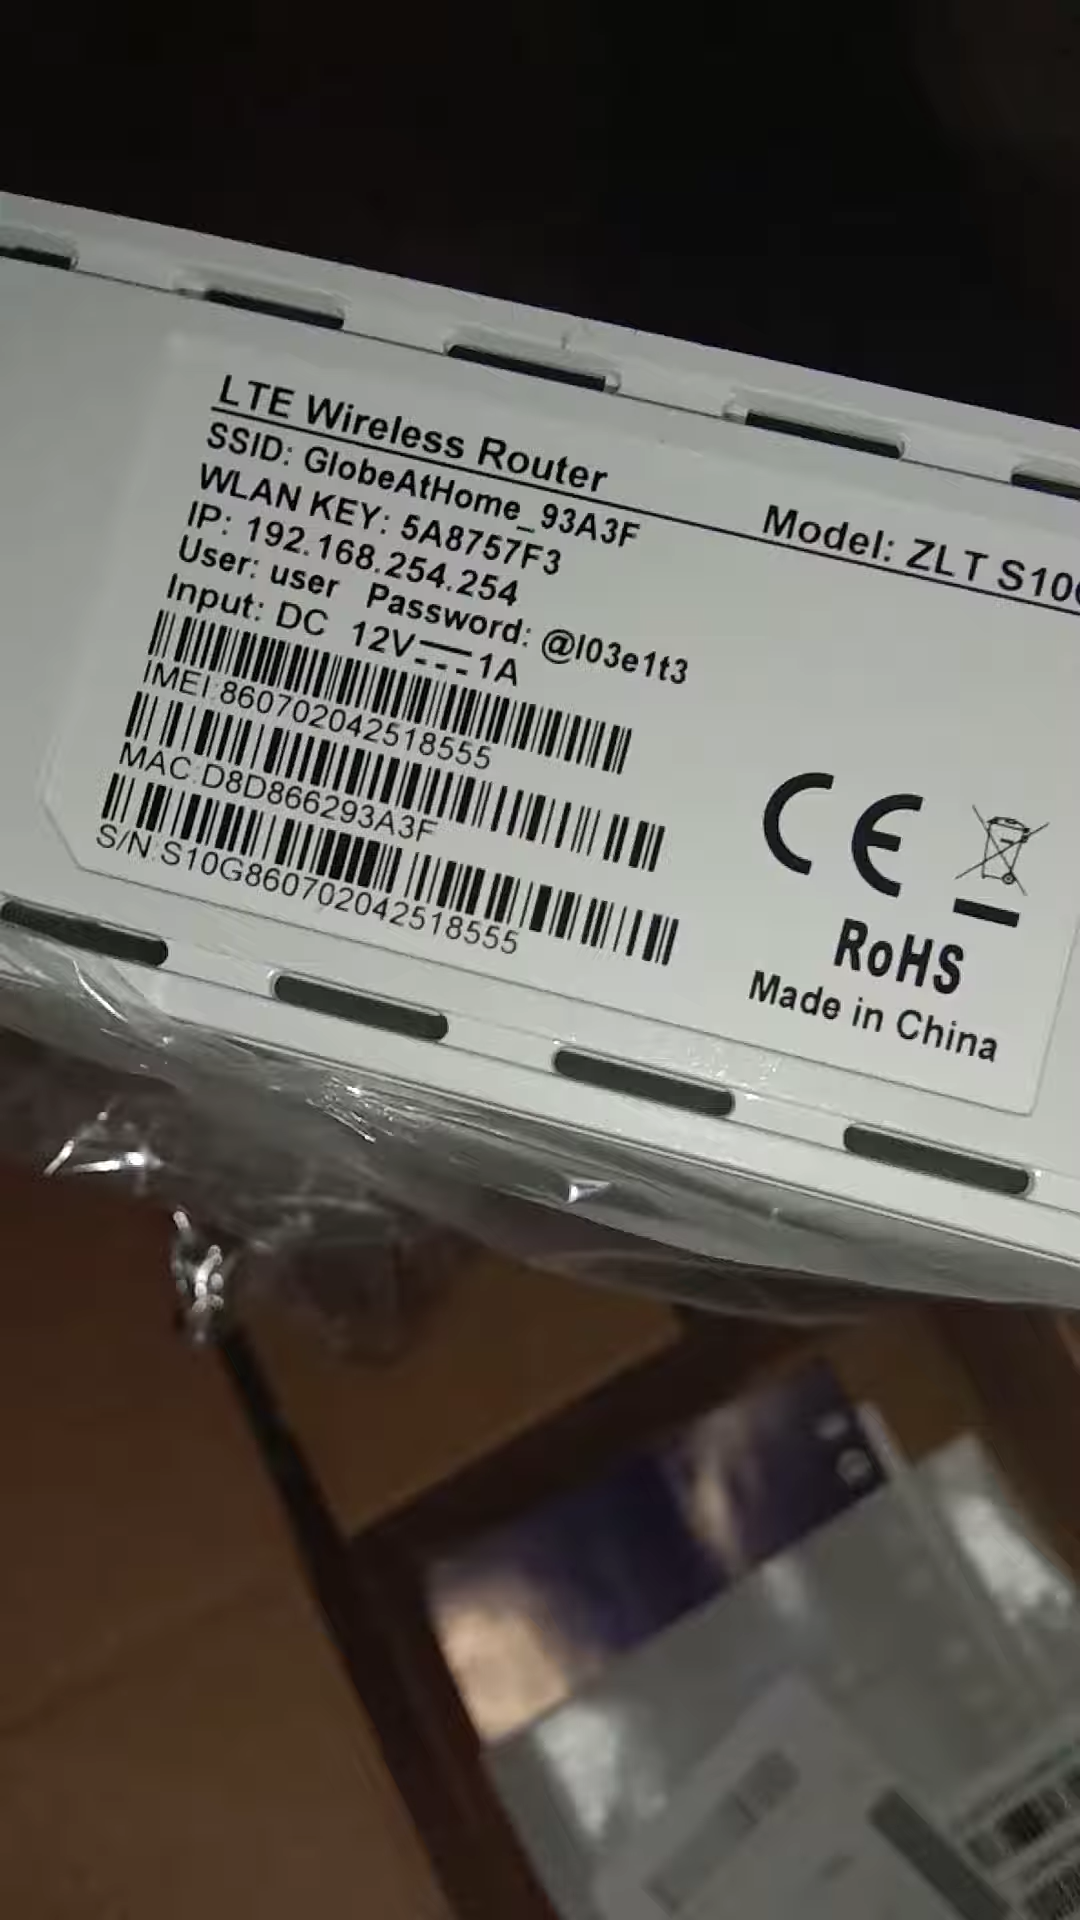 LTE Wireless Router
Model: ZLT S10
SSID: GlobeAtHome_93A3F
WLAN KEY: 5A8757F3
IP: 192.168.254.254
User: user Password: @l03e1t3
Input: DC 12V 1A
IMEI:860702042518555
MAC:D8D866293A3F
S/N:S10G860702042518555
CE
RoHS
Made in China